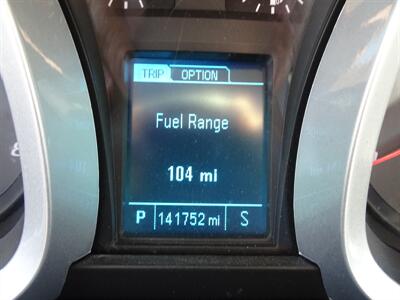 TRIP OPTION
Fuel Range
104 mi
P 141752 mi S